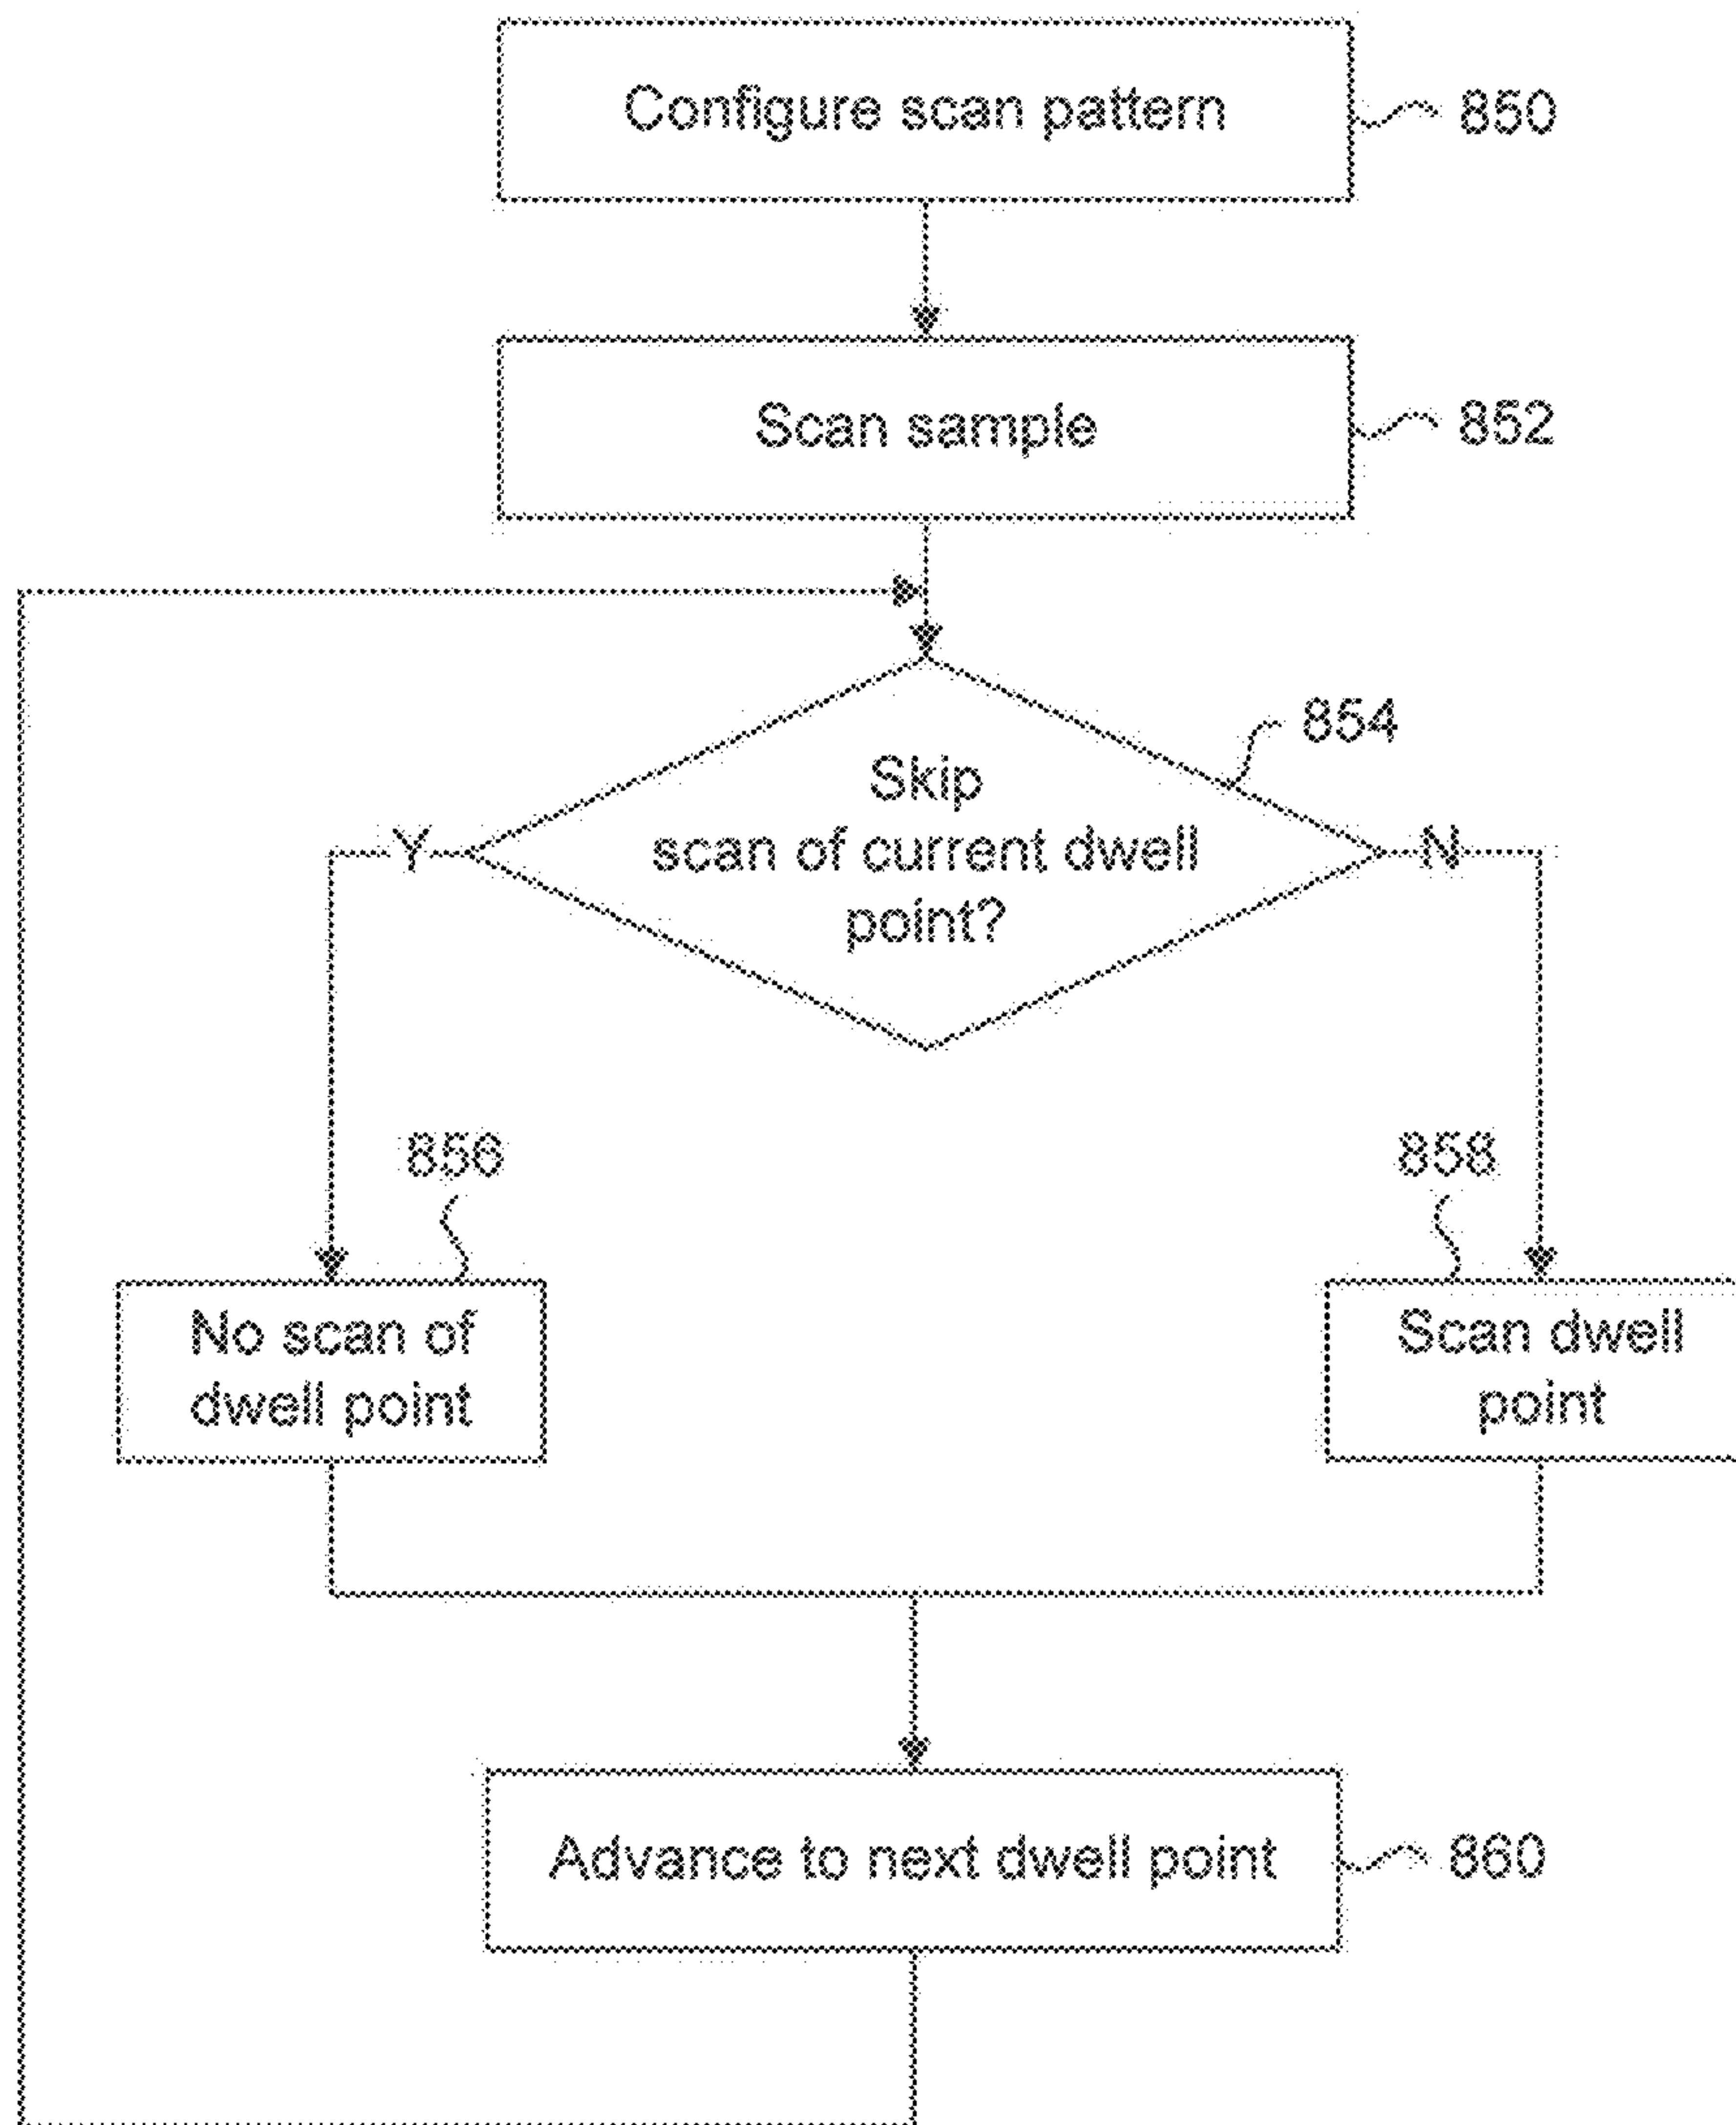 Configure scan pattern
850
Scan sample
852
854
Skip
scan of current dwell
point?
Y
N
856
858
No scan of
dwell point
Scan dwell
point
Advance to next dwell point
860